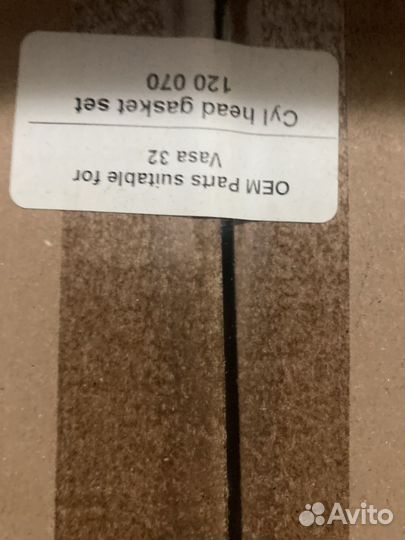 OEM Parts suitable for
Vasa 32
Cyl head gasket set
120 070
Avito